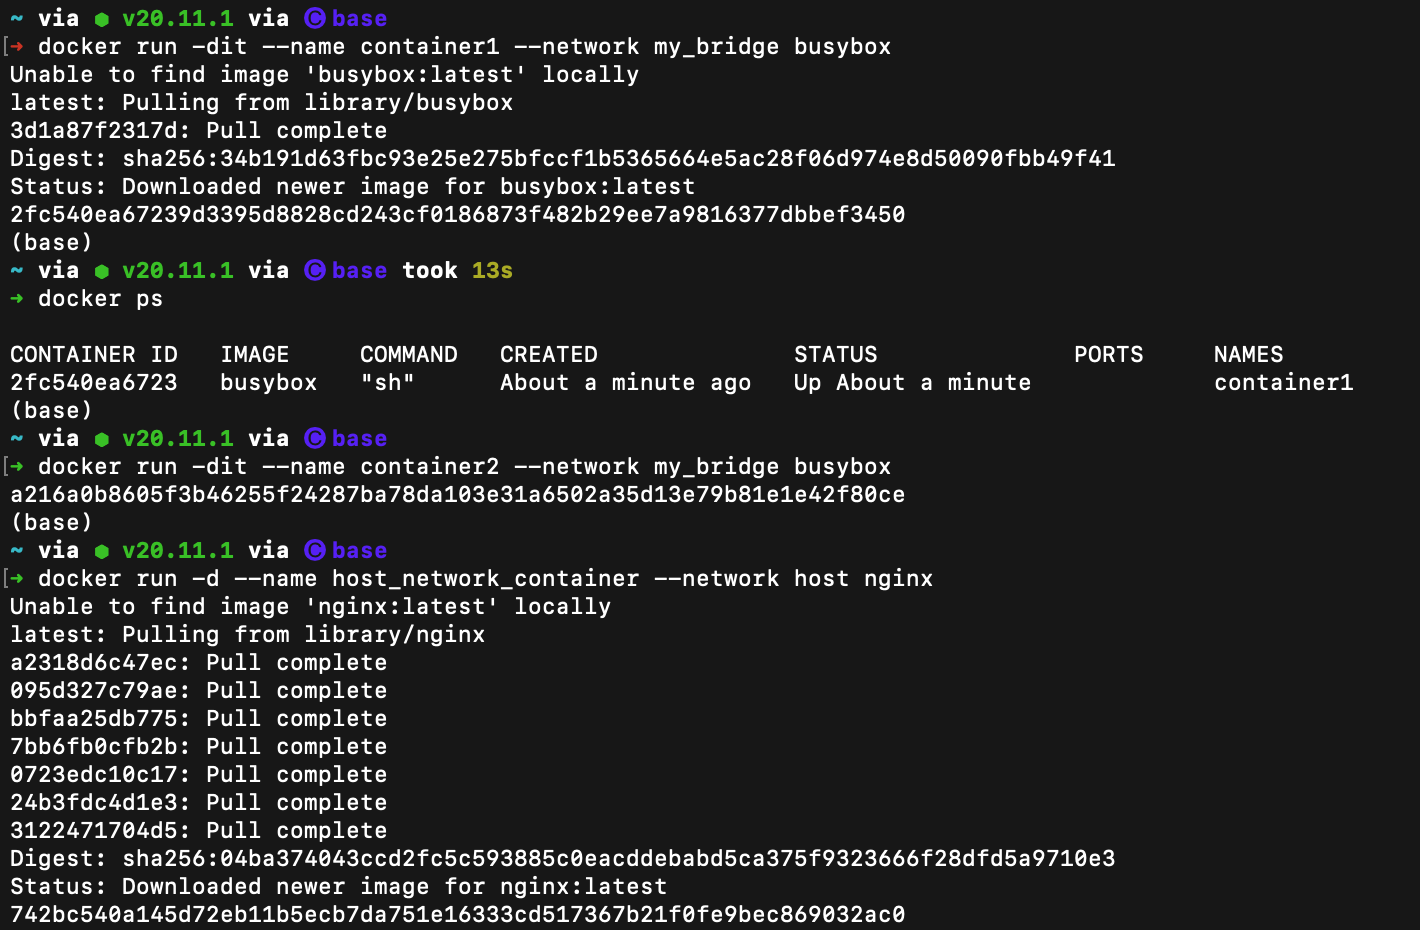 ~ via ⬢ v20.11.1 via 🅒 base
[➜ docker run -dit --name container1 --network my_bridge busybox
Unable to find image 'busybox:latest' locally
latest: Pulling from library/busybox
3d1a87f2317d: Pull complete
Digest: sha256:34b191d63fbc93e25e275bfccf1b5365664e5ac28f06d974e8d50090fbb49f41
Status: Downloaded newer image for busybox:latest
2fc540ea67239d3395d8828cd243cf0186873f482b29ee7a9816377dbbef3450
(base)
~ via ⬢ v20.11.1 via 🅒 base took 13s
➜ docker ps
CONTAINER ID   IMAGE     COMMAND   CREATED              STATUS              PORTS     NAMES
2fc540ea6723   busybox   "sh"      About a minute ago   Up About a minute             container1
(base)
~ via ⬢ v20.11.1 via 🅒 base
[➜ docker run -dit --name container2 --network my_bridge busybox
a216a0b8605f3b46255f24287ba78da103e31a6502a35d13e79b81e1e42f80ce
(base)
~ via ⬢ v20.11.1 via 🅒 base
[➜ docker run -d --name host_network_container --network host nginx
Unable to find image 'nginx:latest' locally
latest: Pulling from library/nginx
a2318d6c47ec: Pull complete
095d327c79ae: Pull complete
bbfaa25db775: Pull complete
7bb6fb0cfb2b: Pull complete
0723edc10c17: Pull complete
24b3fdc4d1e3: Pull complete
3122471704d5: Pull complete
Digest: sha256:04ba374043ccd2fc5c593885c0eacddebabd5ca375f9323666f28dfd5a9710e3
Status: Downloaded newer image for nginx:latest
742bc540a145d72eb11b5ecb7da751e16333cd517367b21f0fe9bec869032ac0